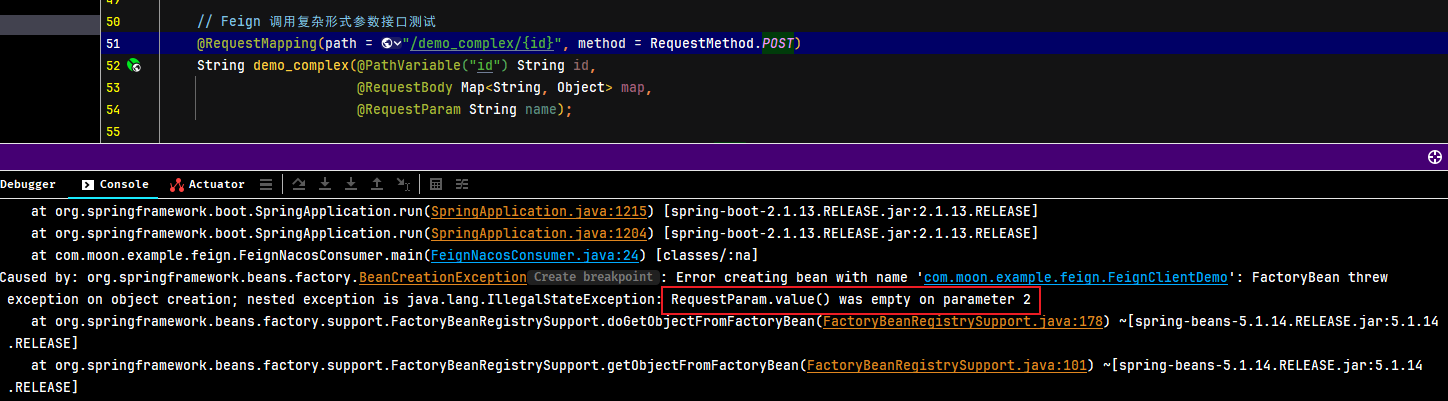 50 // Feign 调用复杂形式参数接口测试
51 @RequestMapping(path = "/demo_complex/{id}", method = RequestMethod.POST)
52 String demo_complex(@PathVariable("id") String id,
53 @RequestBody Map<String, Object> map,
54 @RequestParam String name);
55
Debugger Console Actuator
at org.springframework.boot.SpringApplication.run(SpringApplication.java:1215) [spring-boot-2.1.13.RELEASE.jar:2.1.13.RELEASE]
at org.springframework.boot.SpringApplication.run(SpringApplication.java:1204) [spring-boot-2.1.13.RELEASE.jar:2.1.13.RELEASE]
at com.moon.example.feign.FeignNacosConsumer.main(FeignNacosConsumer.java:24) [classes/:na]
Caused by: org.springframework.beans.factory.BeanCreationException Create breakpoint : Error creating bean with name 'com.moon.example.feign.FeignClientDemo': FactoryBean threw
exception on object creation; nested exception is java.lang.IllegalStateException: RequestParam.value() was empty on parameter 2
at org.springframework.beans.factory.support.FactoryBeanRegistrySupport.doGetObjectFromFactoryBean(FactoryBeanRegistrySupport.java:178) ~[spring-beans-5.1.14.RELEASE.jar:5.1.14
.RELEASE]
at org.springframework.beans.factory.support.FactoryBeanRegistrySupport.getObjectFromFactoryBean(FactoryBeanRegistrySupport.java:101) ~[spring-beans-5.1.14.RELEASE.jar:5.1.14
.RELEASE]